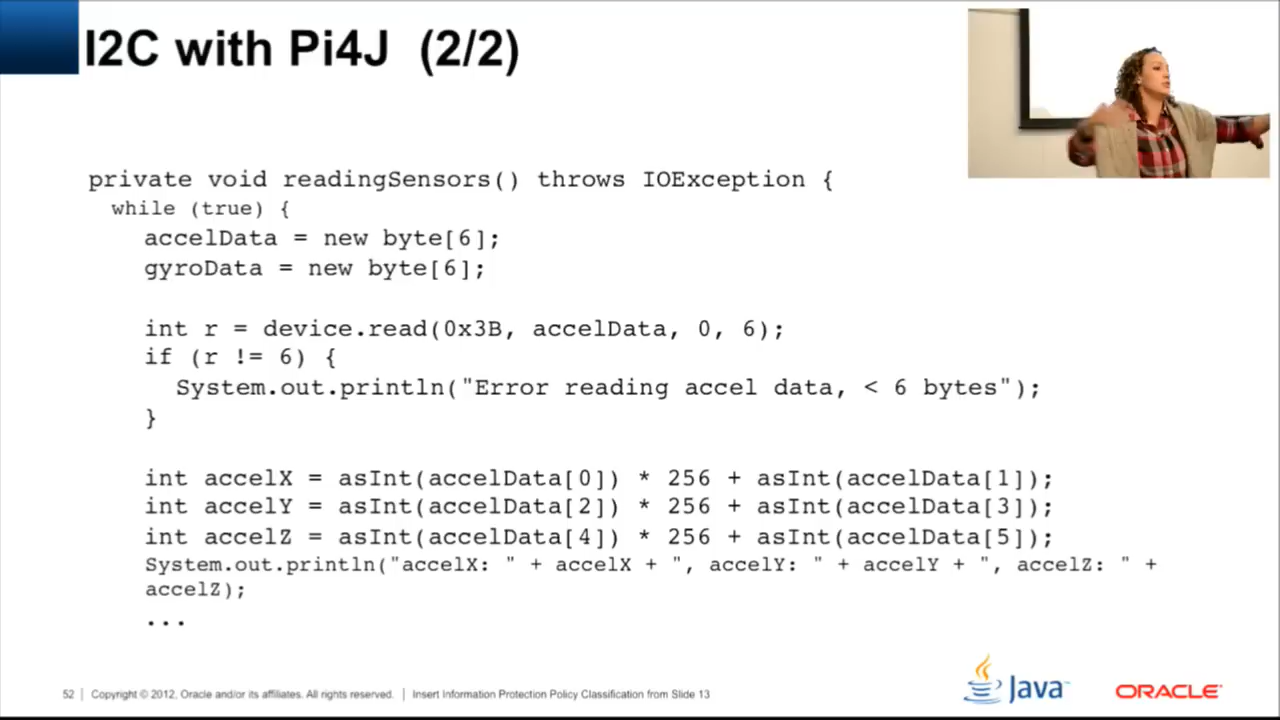 I2C with Pi4J (2/2)
private void readingSensors() throws IOException {
while (true) {
accelData = new byte[6];
gyroData = new byte[6];
int r = device.read(0x3B, accelData, 0, 6);
if (r != 6) {
System.out.println("Error reading accel data, < 6 bytes");
}
int accelX = asInt(accelData[0]) * 256 + asInt(accelData[1]);
int accelY = asInt(accelData[2]) * 256 + asInt(accelData[3]);
int accelZ = asInt(accelData[4]) * 256 + asInt(accelData[5]);
System.out.println("accelX: " + accelX + ", accelY: " + accelY + ", accelZ: " +
accelZ);
...
52 | Copyright © 2012, Oracle and/or its affiliates. All rights reserved. | Insert Information Protection Policy Classification from Slide 13
Java™
ORACLE®